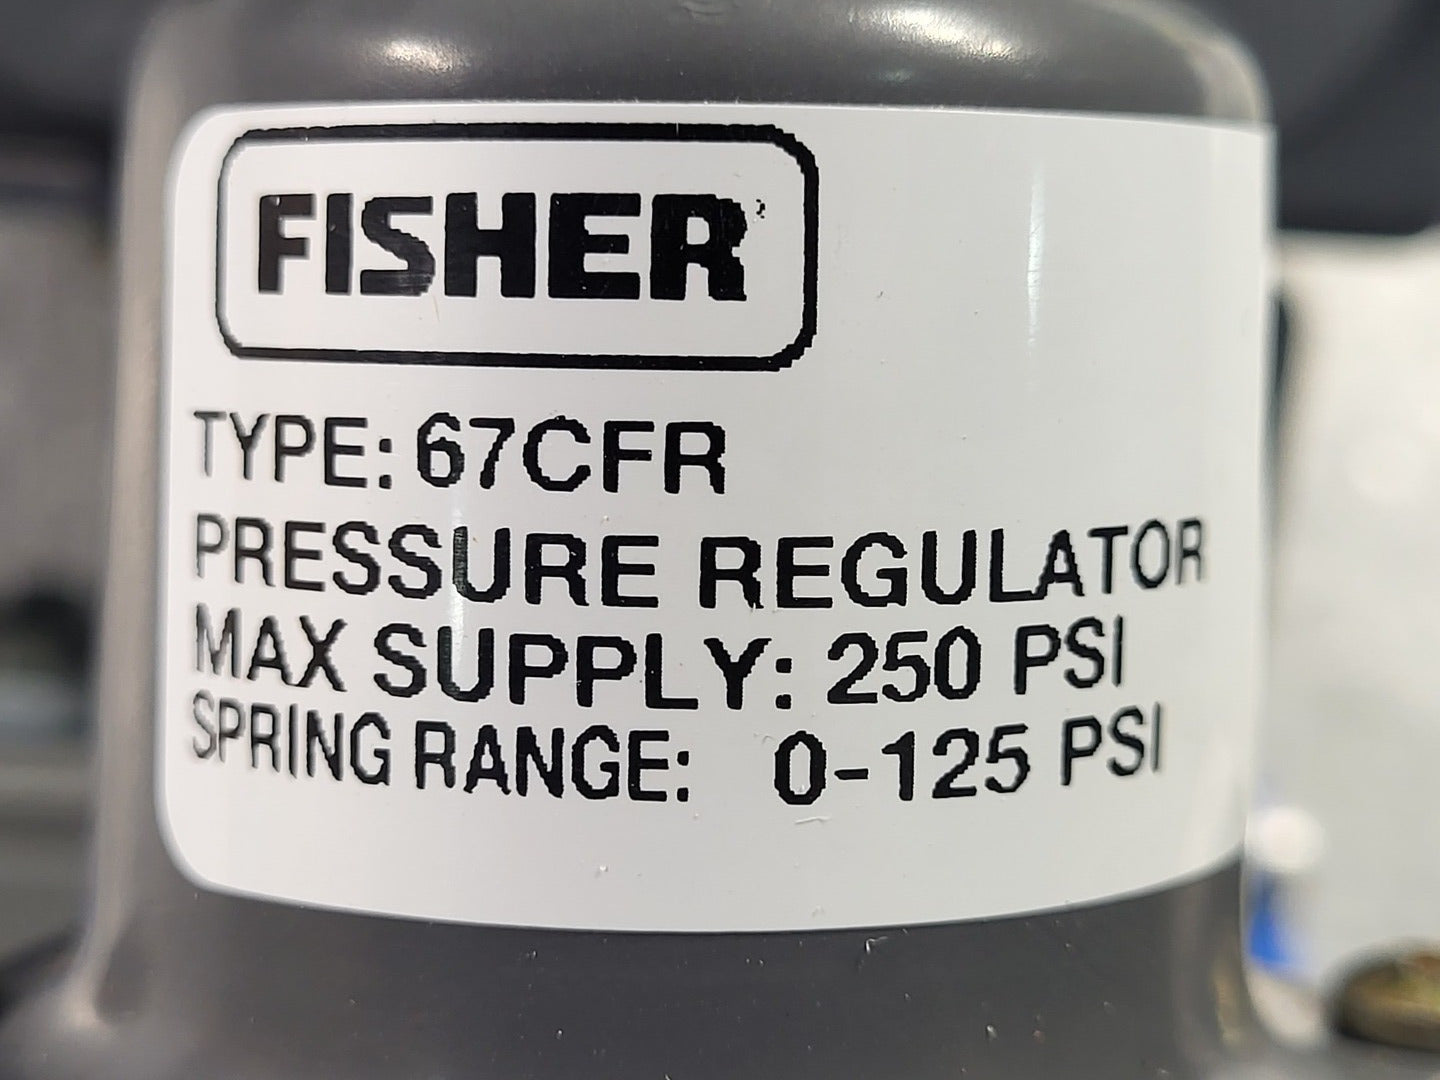 FISHER
TYPE: 67CFR
PRESSURE REGULATOR
MAX SUPPLY: 250 PSI
SPRING RANGE: 0-125 PSI